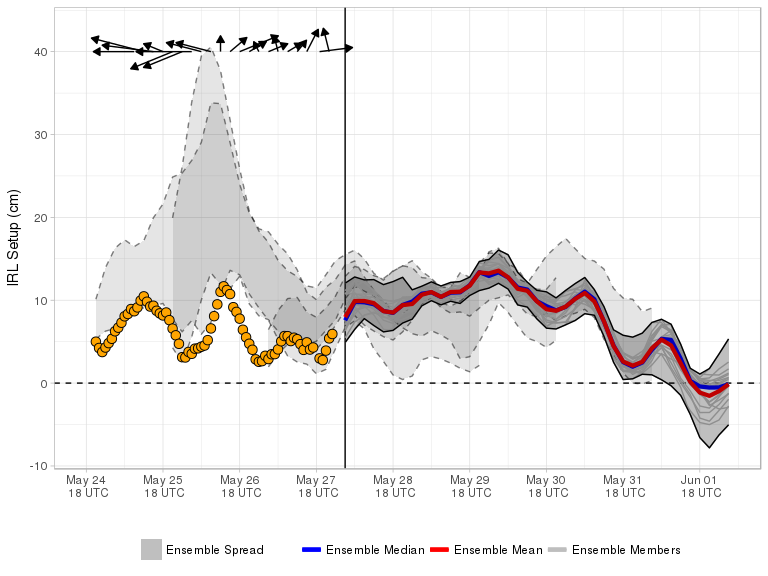 IRL Setup (cm)
40
30
20
10
0
-10
May 24 May 25 May 26 May 27 May 28 May 29 May 30 May 31 Jun 01
18 UTC 18 UTC 18 UTC 18 UTC 18 UTC 18 UTC 18 UTC 18 UTC 18 UTC
Ensemble Spread Ensemble Median Ensemble Mean Ensemble Members